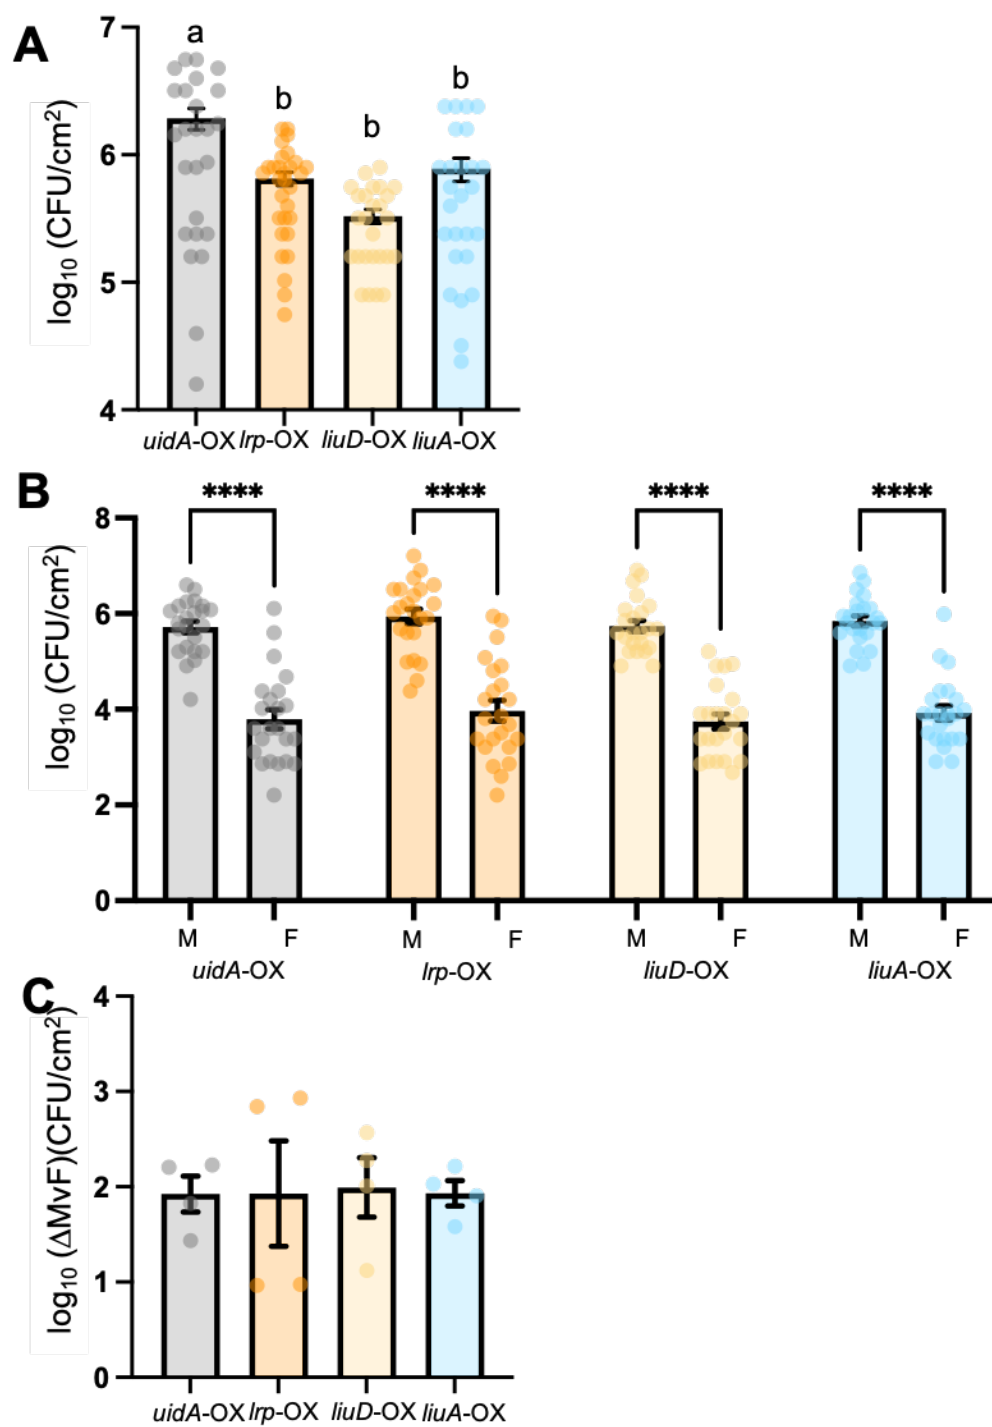 A
log₁₀ (CFU/cm²)
7
6
5
4
a
b
b
b
uidA-OX lrp-OX liuD-OX liuA-OX
B
log₁₀ (CFU/cm²)
8
6
4
2
0
**** **** **** ****
M F M F M F M F
uidA-OX lrp-OX liuD-OX liuA-OX
C
log₁₀ (ΔMvF)(CFU/cm²)
4
3
2
1
0
uidA-OX lrp-OX liuD-OX liuA-OX